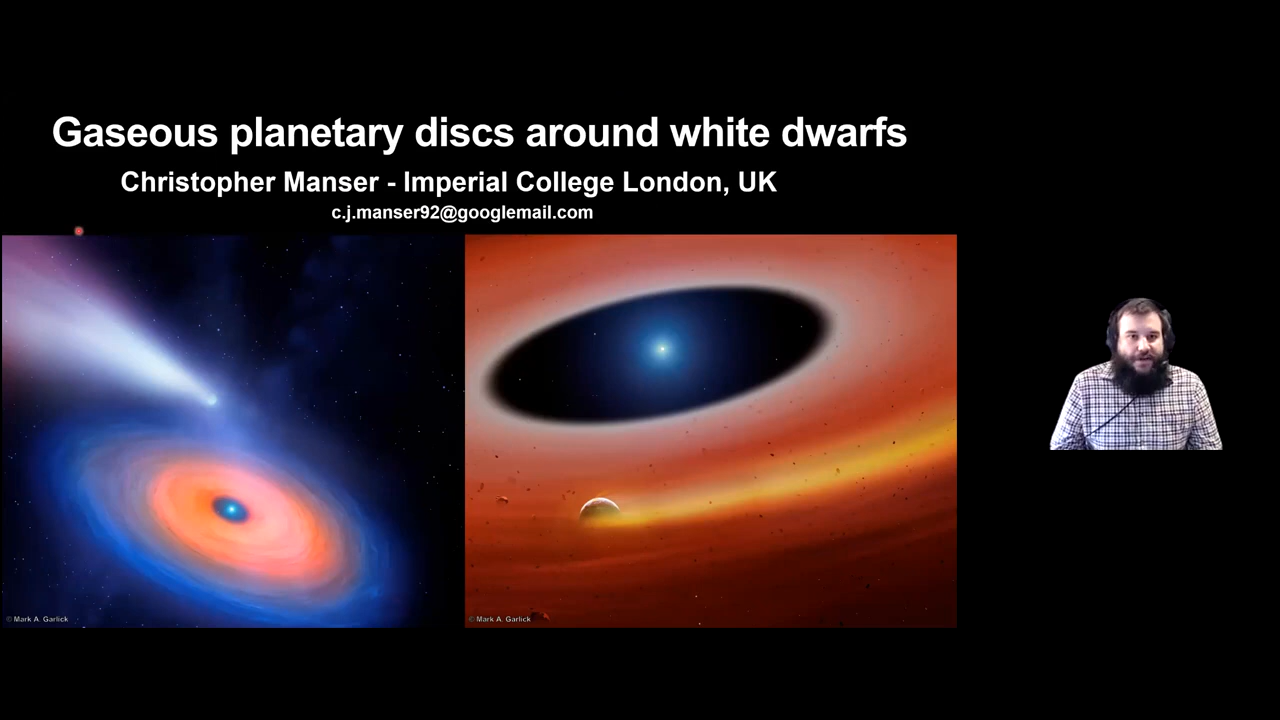 Gaseous planetary discs around white dwarfs
Christopher Manser - Imperial College London, UK
c.j.manser92@googlemail.com
© Mark A. Garlick
© Mark A. Garlick